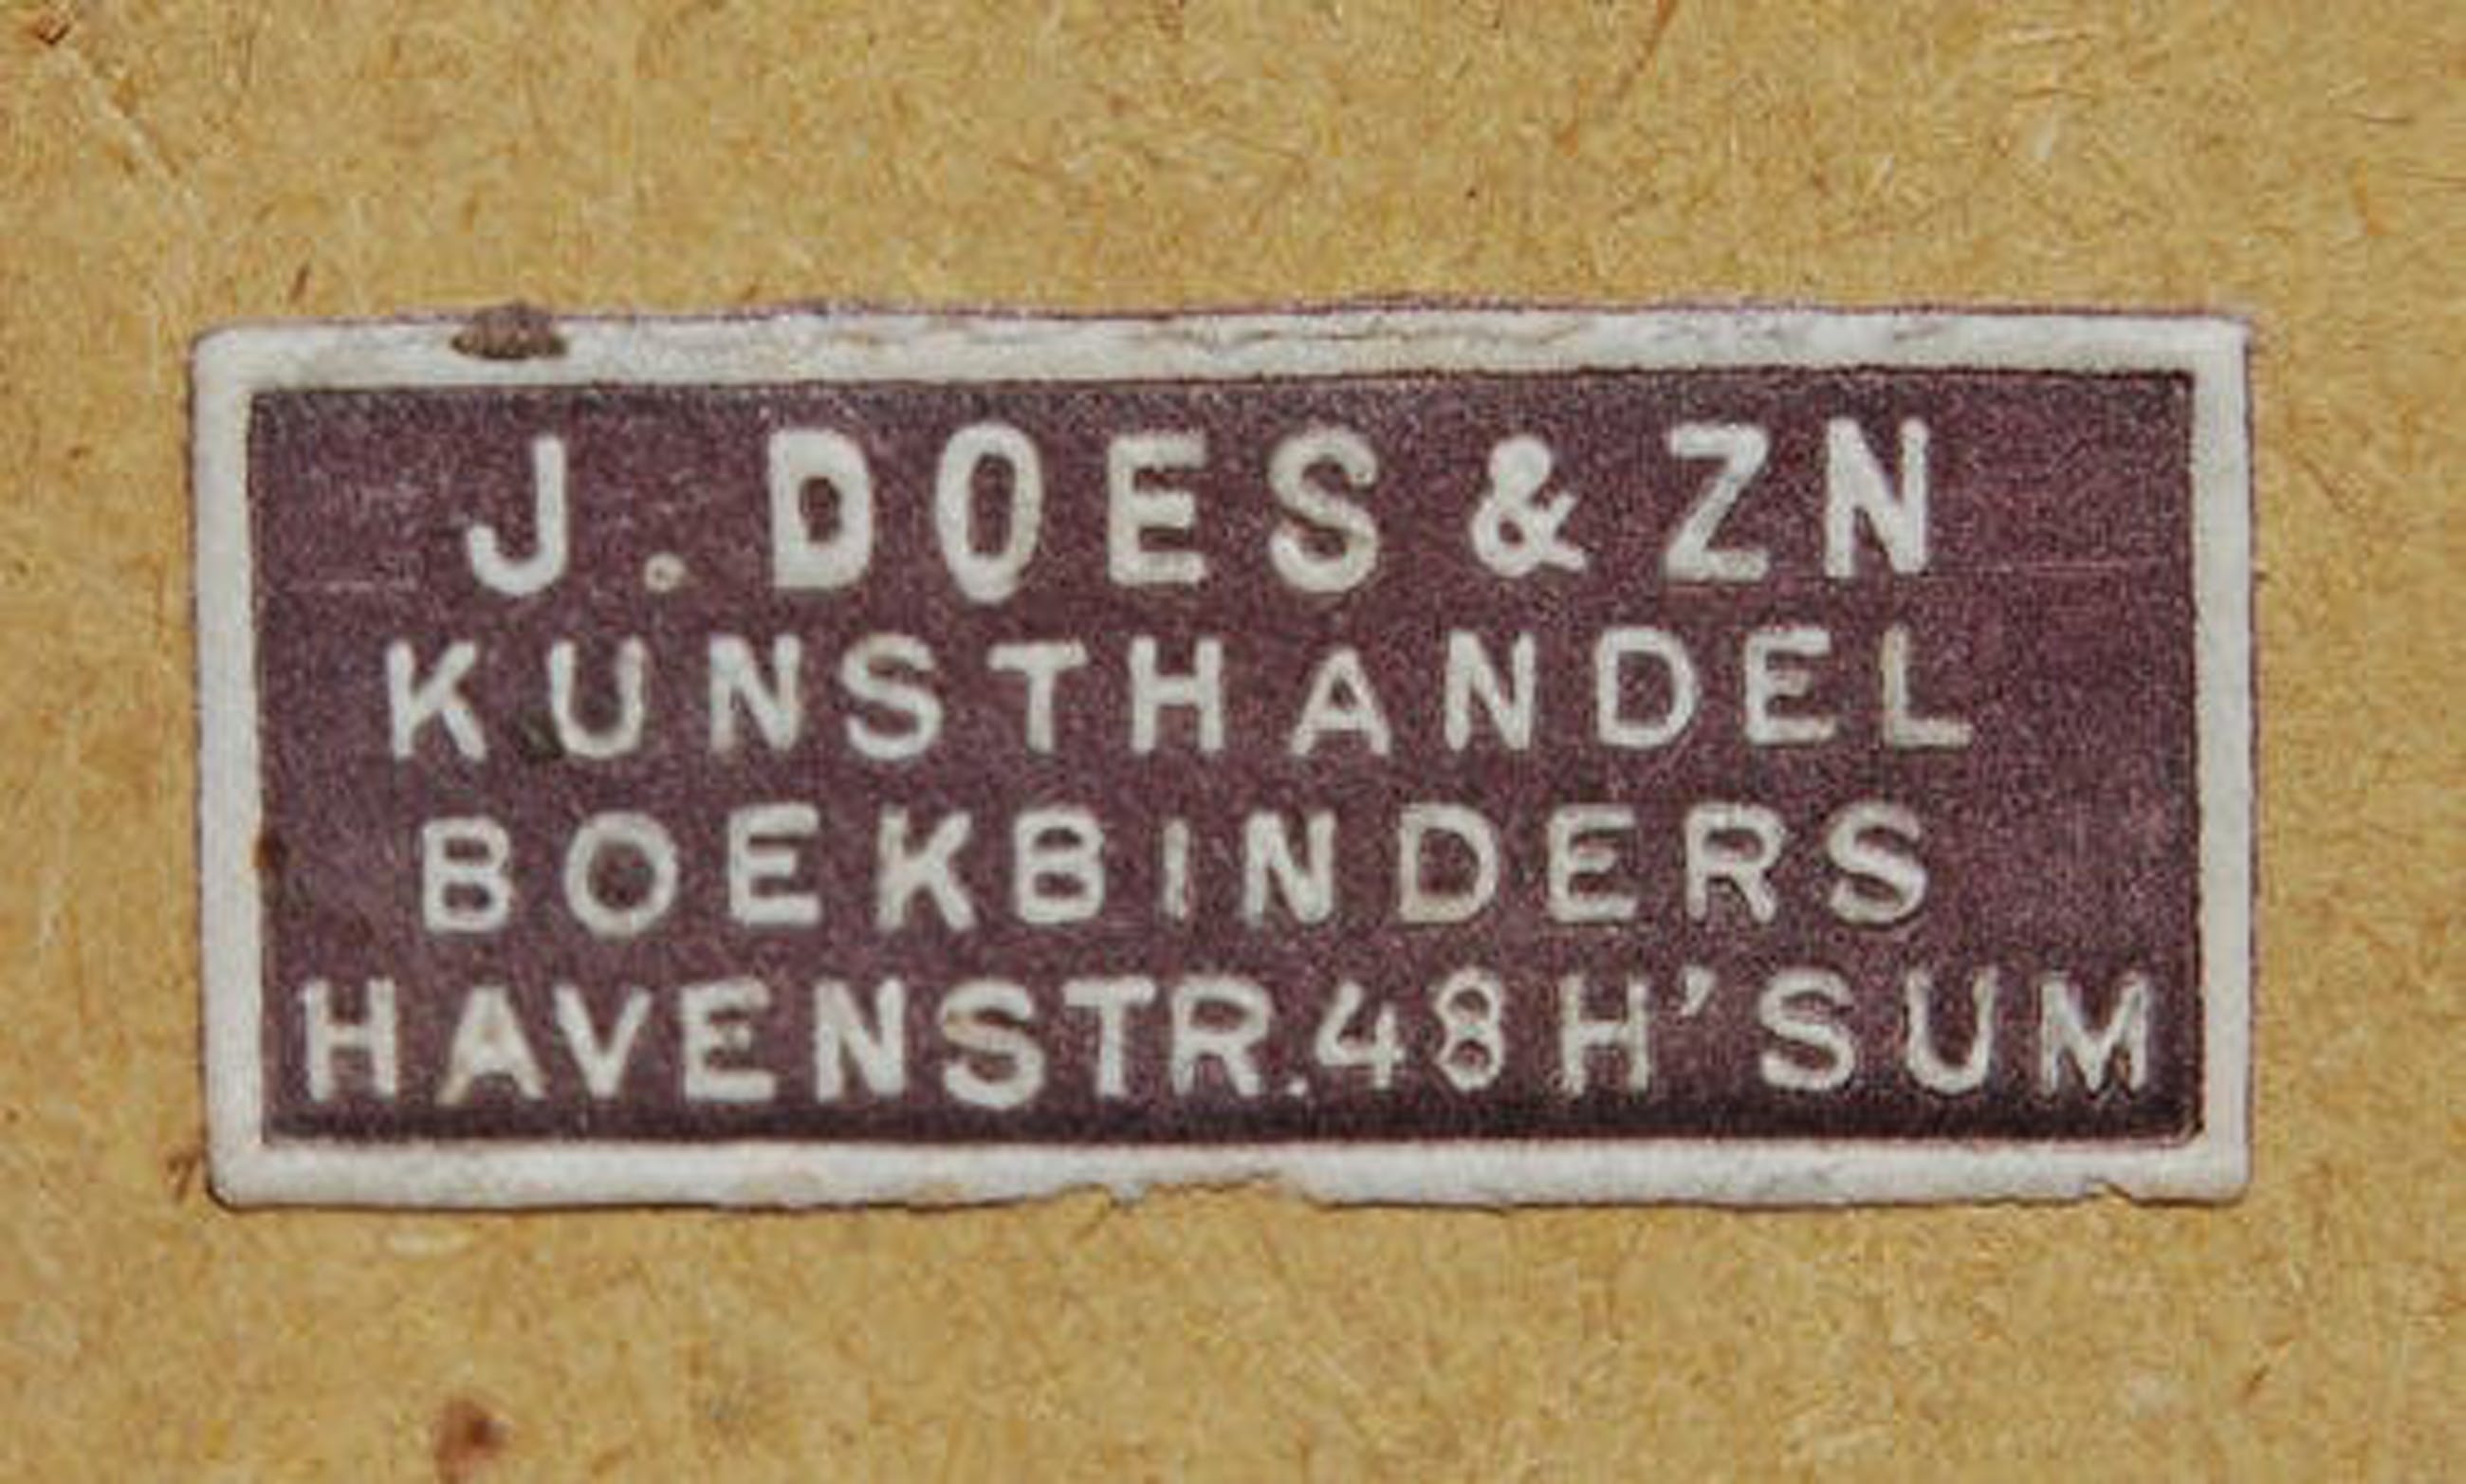 J. DOES & ZN
KUNSTHANDEL
BOEKBINDERS
HAVENSTR.48 H'SUM